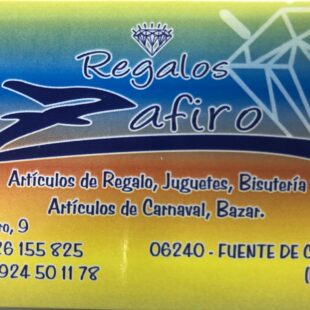 Regalos
afiro
Artículos de Regalo, Juguetes, Bisutería
Artículos de Carnaval, Bazar.
ro, 9
26 155 825
06240 - FUENTE DE C
924 50 11 78
(